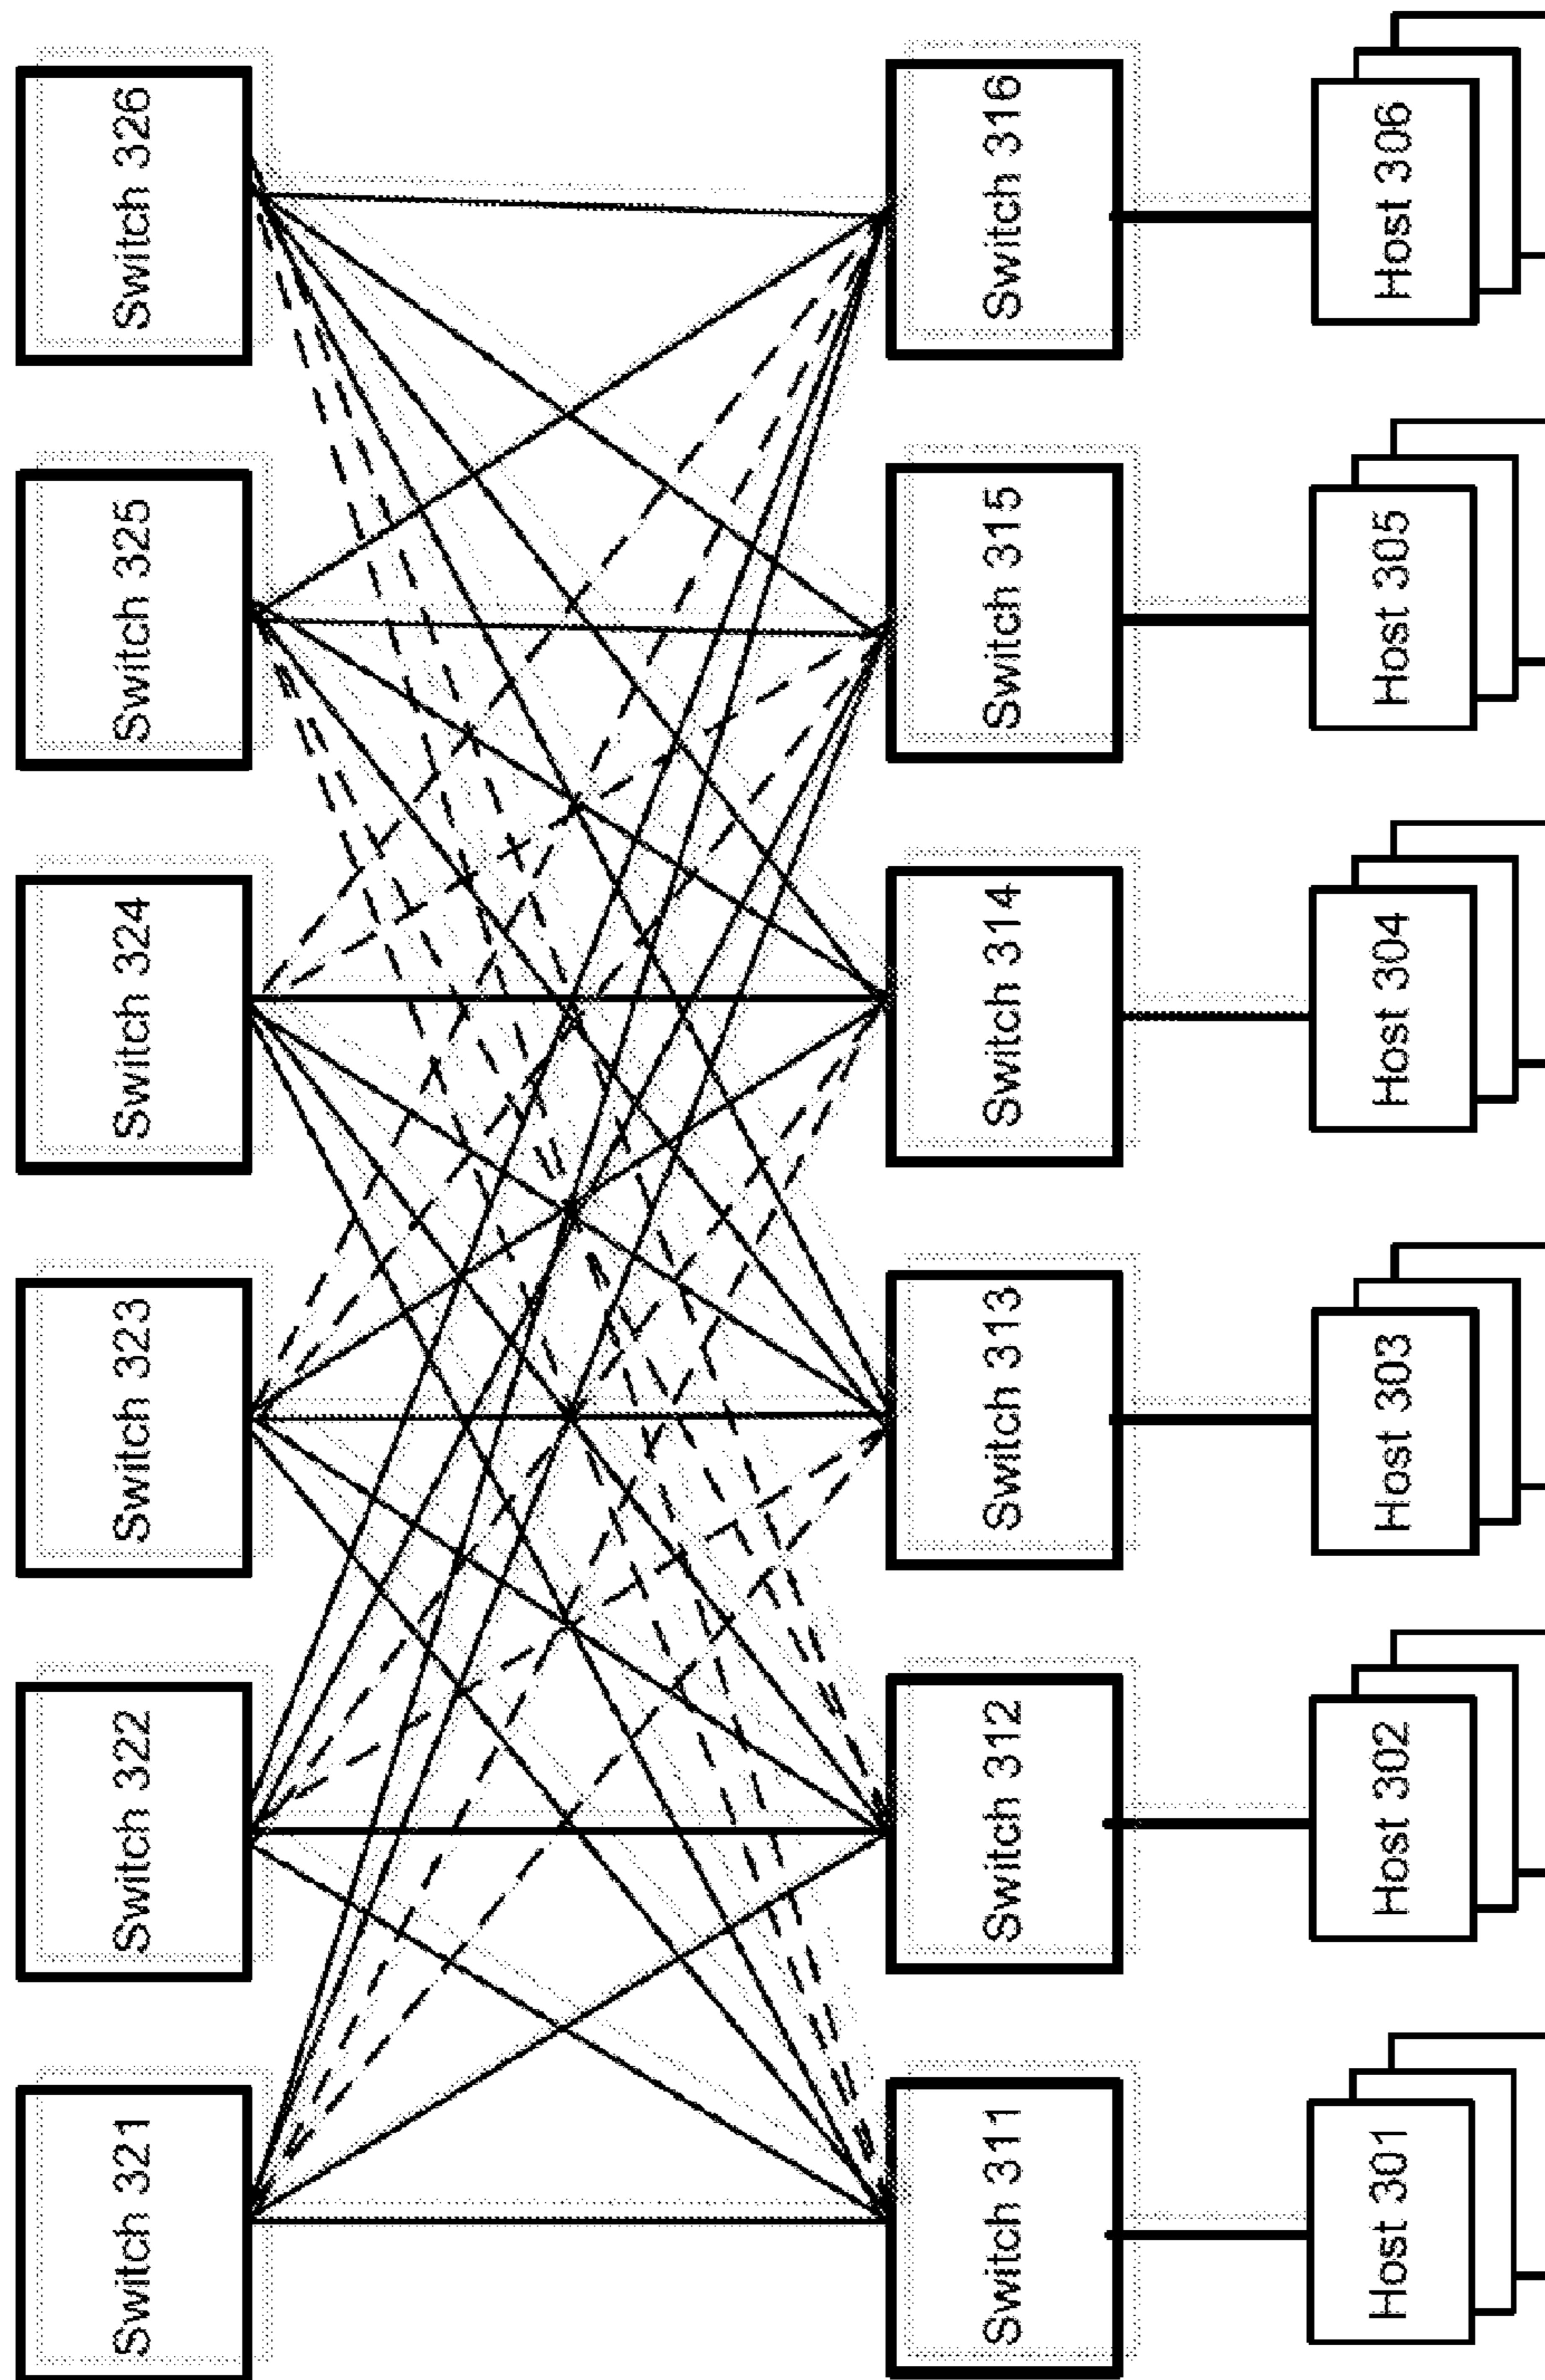 Switch 321
Switch 322
Switch 323
Switch 324
Switch 325
Switch 326
Switch 311
Switch 312
Switch 313
Switch 314
Switch 315
Switch 316
Host 301
Host 302
Host 303
Host 304
Host 305
Host 306